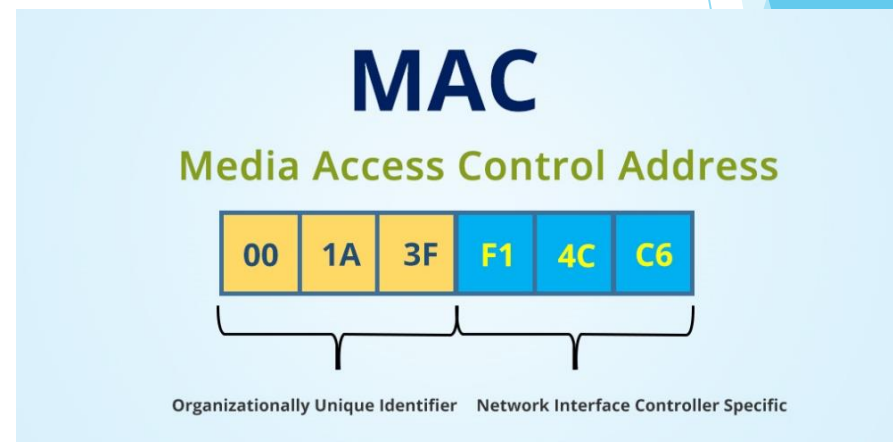 MAC
Media Access Control Address
00 1A 3F F1 4C C6
Organizationally Unique Identifier Network Interface Controller Specific